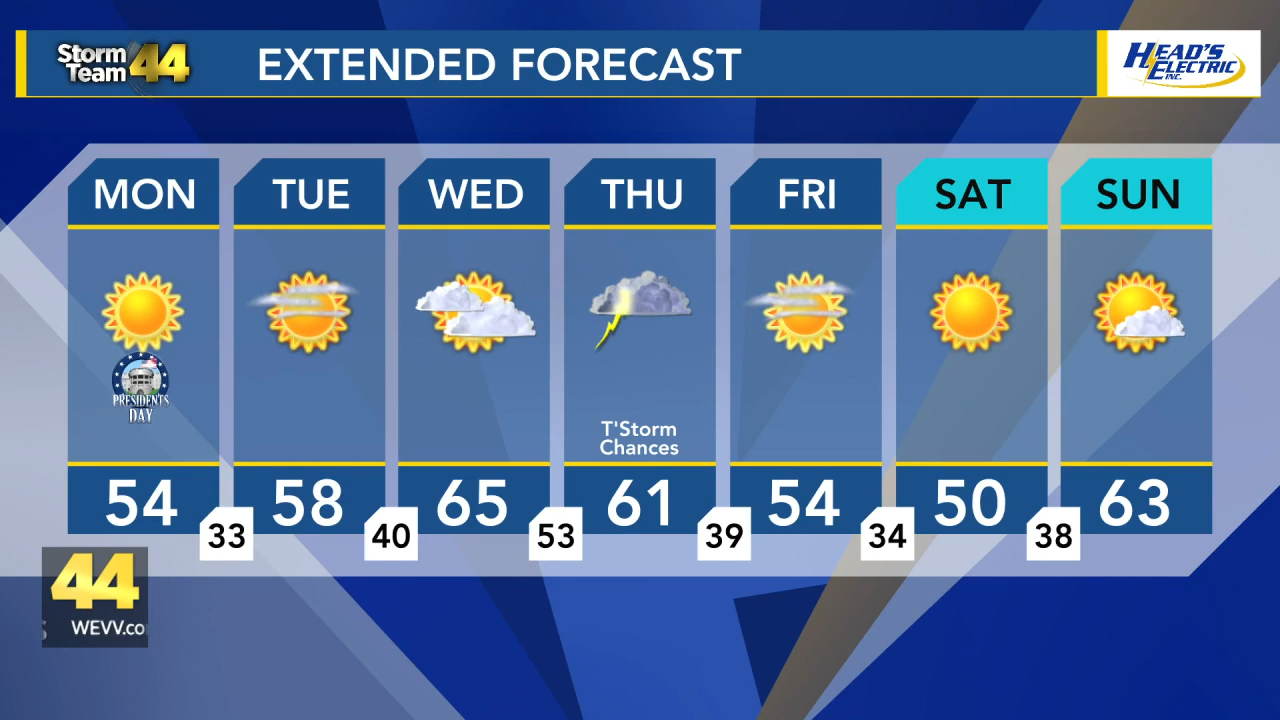 Storm
Team 44
EXTENDED FORECAST
HEAD'S
ELECTRIC
INC.
MON
TUE
WED
THU
FRI
SAT
SUN
PRESIDENTS
DAY
T'Storm
Chances
54
58
65
61
54
50
63
33
40
53
39
34
38
44
WEVV.co